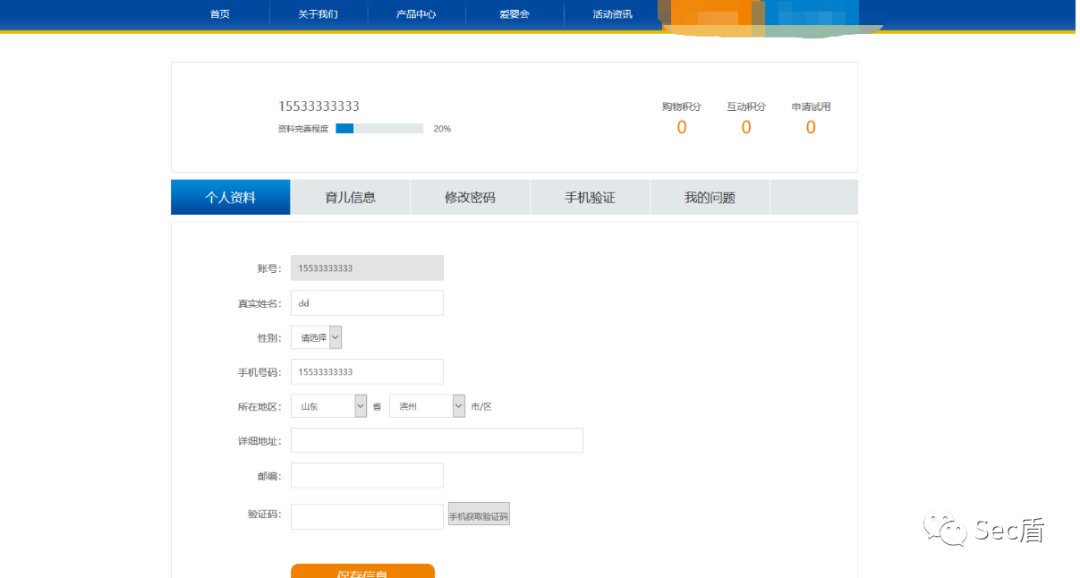 首页 关于我们 产品中心 爱婴会 活动资讯
15533333333
资料完善程度 20%
购物积分 互动积分 申请试用
0 0 0
个人资料 育儿信息 修改密码 手机验证 我的问题
账号： 15533333333
真实姓名： dd
性别： 请选择
手机号码： 15533333333
所在地区： 山东 省 滨州 市/区
详细地址：
邮编：
验证码： 手机获取验证码
保存信息
Sec盾